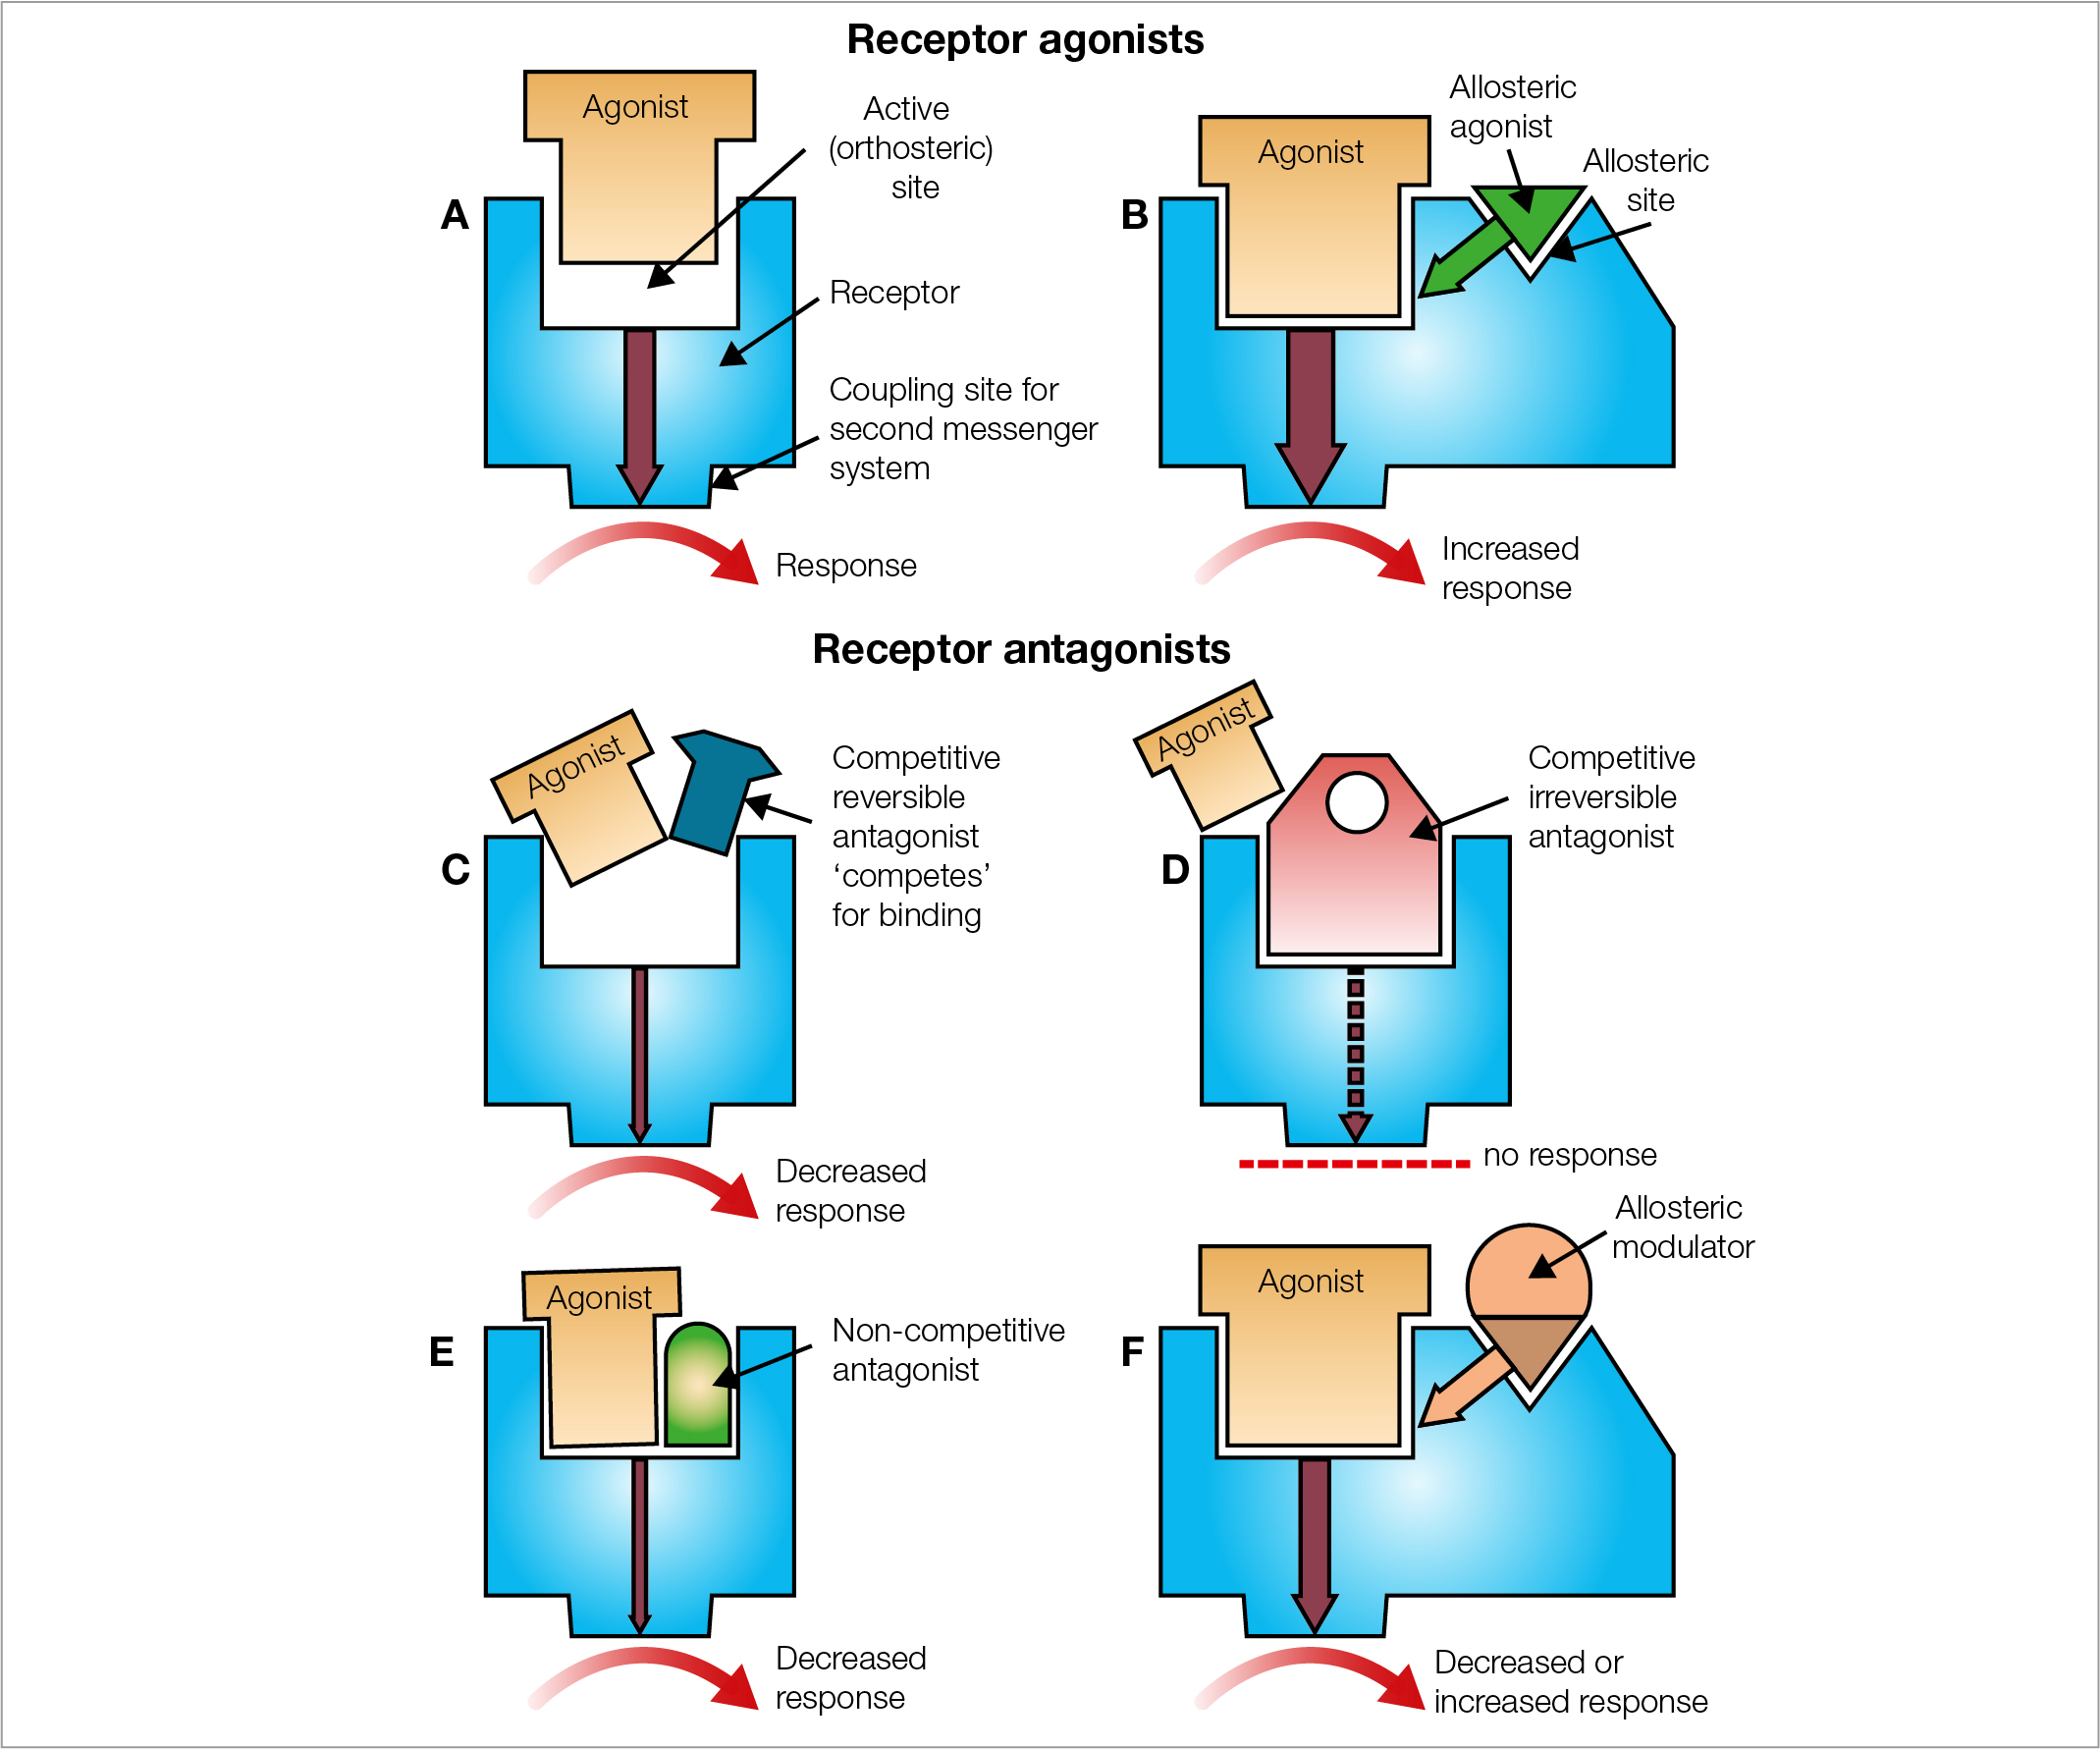 Receptor agonists
A
Agonist
Active
(orthosteric)
site
Receptor
Coupling site for
second messenger
system
Response
B
Agonist
Allosteric
agonist
Allosteric
site
Increased
response
Receptor antagonists
C
Agonist
Competitive
reversible
antagonist
‘competes’
for binding
Decreased
response
D
Agonist
Competitive
irreversible
antagonist
no response
E
Agonist
Non-competitive
antagonist
Decreased
response
F
Agonist
Allosteric
modulator
Decreased or
increased response